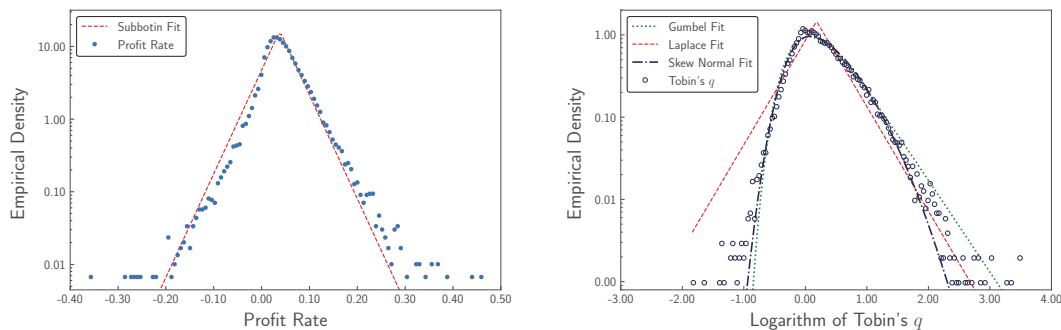 Subbotin Fit
Profit Rate
10.00
1.00
0.10
0.01
Empirical Density
-0.40 -0.20 -0.10 0.00 0.10 0.20 0.30 0.40 0.50
Profit Rate
Gumbel Fit
Laplace Fit
Skew Normal Fit
Tobin's q
1.00
0.10
0.01
0.00
Empirical Density
-3.00 -2.00 -1.00 0.00 1.00 2.00 3.00 4.00
Logarithm of Tobin's q